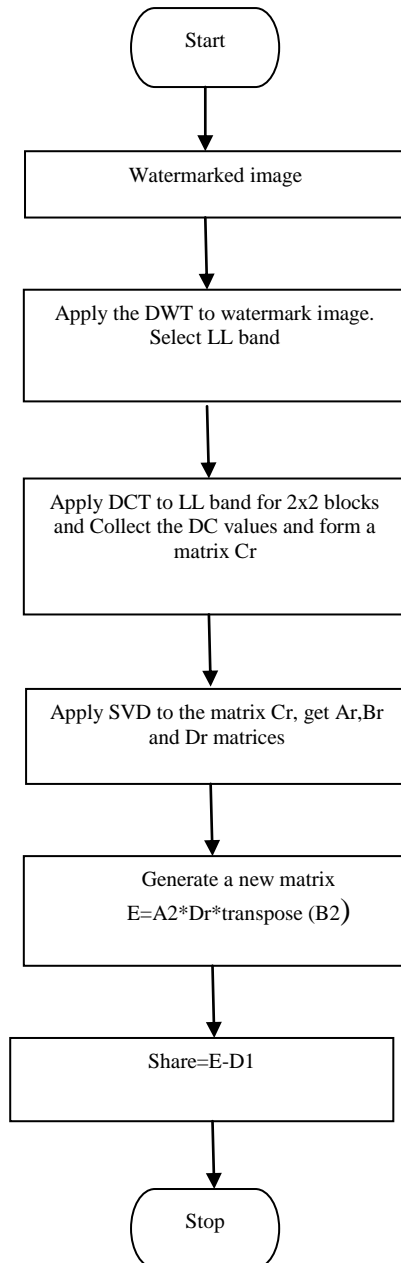 Start
Watermarked image
Apply the DWT to watermark image.
Select LL band
Apply DCT to LL band for 2x2 blocks
and Collect the DC values and form a
matrix Cr
Apply SVD to the matrix Cr, get Ar,Br
and Dr matrices
Generate a new matrix
E=A2*Dr*transpose (B2)
Share=E-D1
Stop